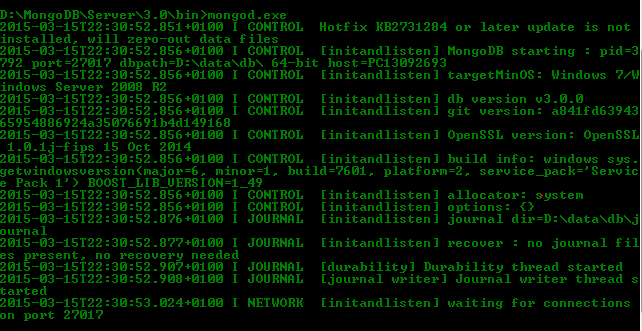 D:\MongoDB\Server\3.0\bin>mongod.exe
2015-03-15T22:30:52.851+0100 I CONTROL  Hotfix KB2731284 or later update is not
installed, will zero-out data files
2015-03-15T22:30:52.856+0100 I CONTROL  [initandlisten] MongoDB starting : pid=3
792 port=27017 dbpath=D:\data\db\ 64-bit host=PC13092693
2015-03-15T22:30:52.856+0100 I CONTROL  [initandlisten] targetMinOS: Windows 7/W
indows Server 2008 R2
2015-03-15T22:30:52.856+0100 I CONTROL  [initandlisten] db version v3.0.0
2015-03-15T22:30:52.856+0100 I CONTROL  [initandlisten] git version: a841fd63943
65954886924a35076691b4d149168
2015-03-15T22:30:52.856+0100 I CONTROL  [initandlisten] OpenSSL version: OpenSSL
 1.0.1j-fips 15 Oct 2014
2015-03-15T22:30:52.856+0100 I CONTROL  [initandlisten] build info: windows sys.
getwindowsversion(major=6, minor=1, build=7601, platform=2, service_pack='Servic
e Pack 1') BOOST_LIB_VERSION=1_49
2015-03-15T22:30:52.856+0100 I CONTROL  [initandlisten] allocator: system
2015-03-15T22:30:52.856+0100 I CONTROL  [initandlisten] options: {}
2015-03-15T22:30:52.876+0100 I JOURNAL  [initandlisten] journal dir=D:\data\db\j
ournal
2015-03-15T22:30:52.877+0100 I JOURNAL  [initandlisten] recover : no journal fil
es present, no recovery needed
2015-03-15T22:30:52.907+0100 I JOURNAL  [durability] Durability thread started
2015-03-15T22:30:52.908+0100 I JOURNAL  [journal writer] Journal writer thread s
tarted
2015-03-15T22:30:53.024+0100 I NETWORK  [initandlisten] waiting for connections
on port 27017